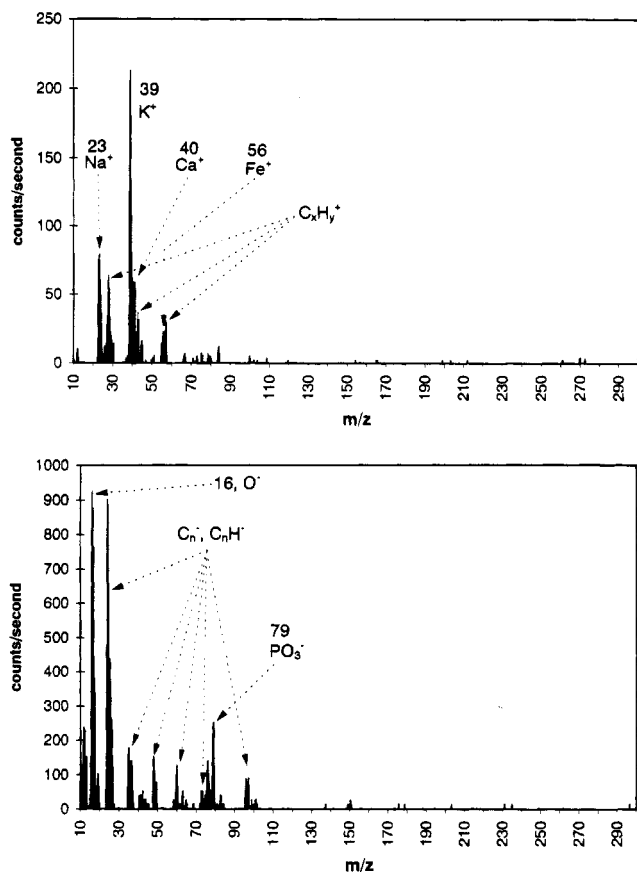 250
200
150
100
50
0
counts/second
39
K⁺
23
Na⁺
40
Ca⁺
56
Fe⁺
CₓHᵧ⁺
10 30 50 70 90 110 130 150 170 190 210 230 250 270 290
m/z
1000
900
800
700
600
500
400
300
200
100
0
counts/second
16, O⁻
Cₙ⁻, CₙH⁻
79
PO₃⁻
10 30 50 70 90 110 130 150 170 190 210 230 250 270 290
m/z